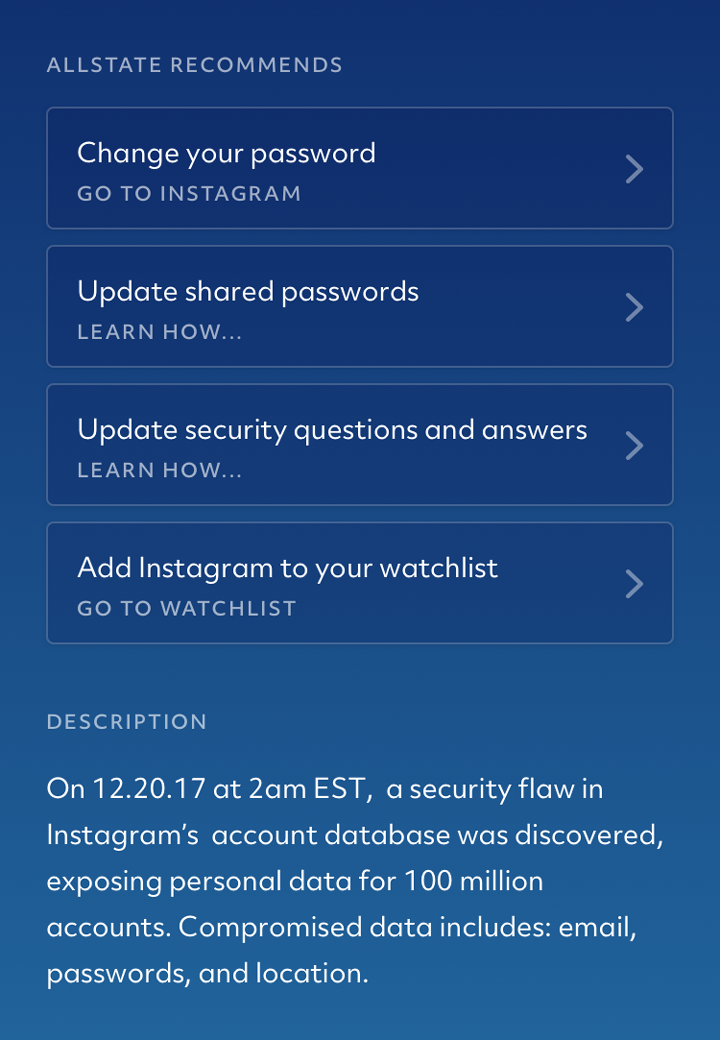 ALLSTATE RECOMMENDS
Change your password
GO TO INSTAGRAM
Update shared passwords
LEARN HOW...
Update security questions and answers
LEARN HOW...
Add Instagram to your watchlist
GO TO WATCHLIST
DESCRIPTION
On 12.20.17 at 2am EST,  a security flaw in
Instagram’s  account database was discovered,
exposing personal data for 100 million
accounts. Compromised data includes: email,
passwords, and location.